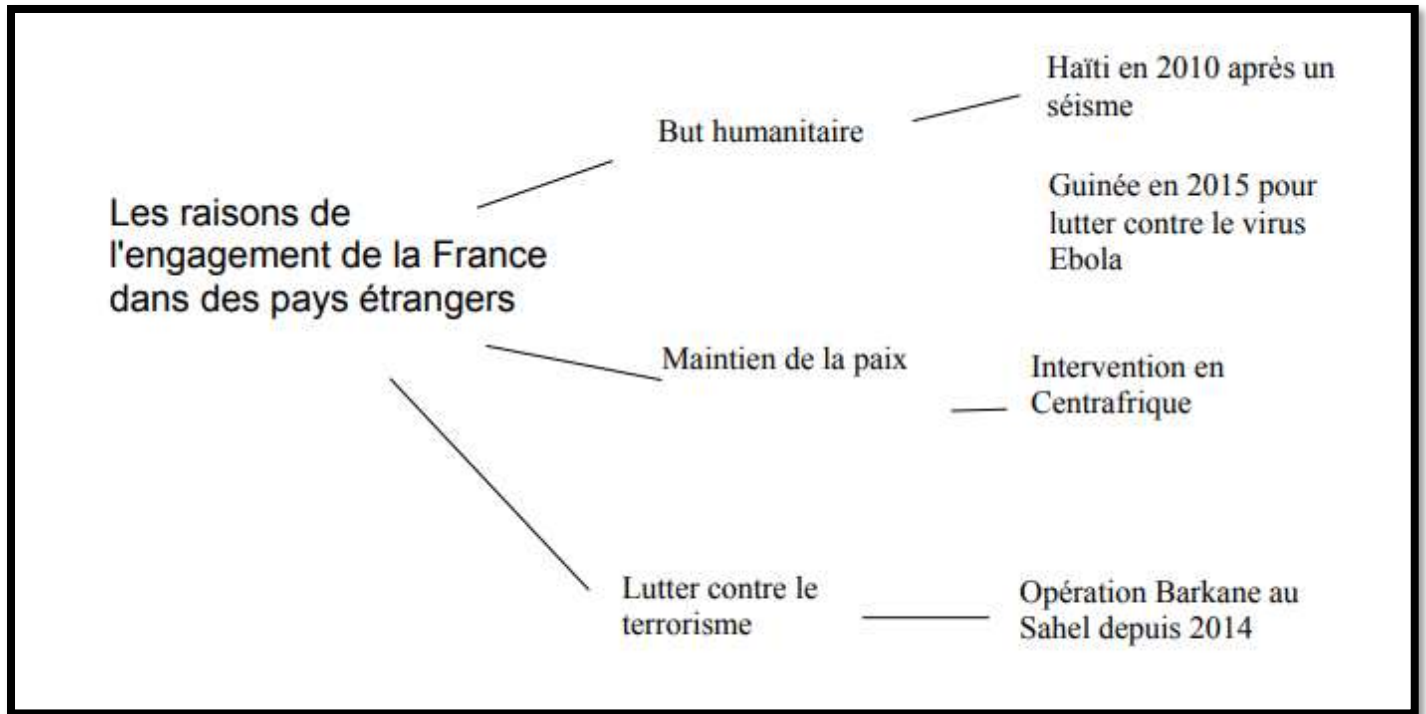 Les raisons de
l'engagement de la France
dans des pays étrangers
But humanitaire
Haïti en 2010 après un
séisme
Guinée en 2015 pour
lutter contre le virus
Ebola
Maintien de la paix
Intervention en
Centrafrique
Lutter contre le
terrorisme
Opération Barkane au
Sahel depuis 2014